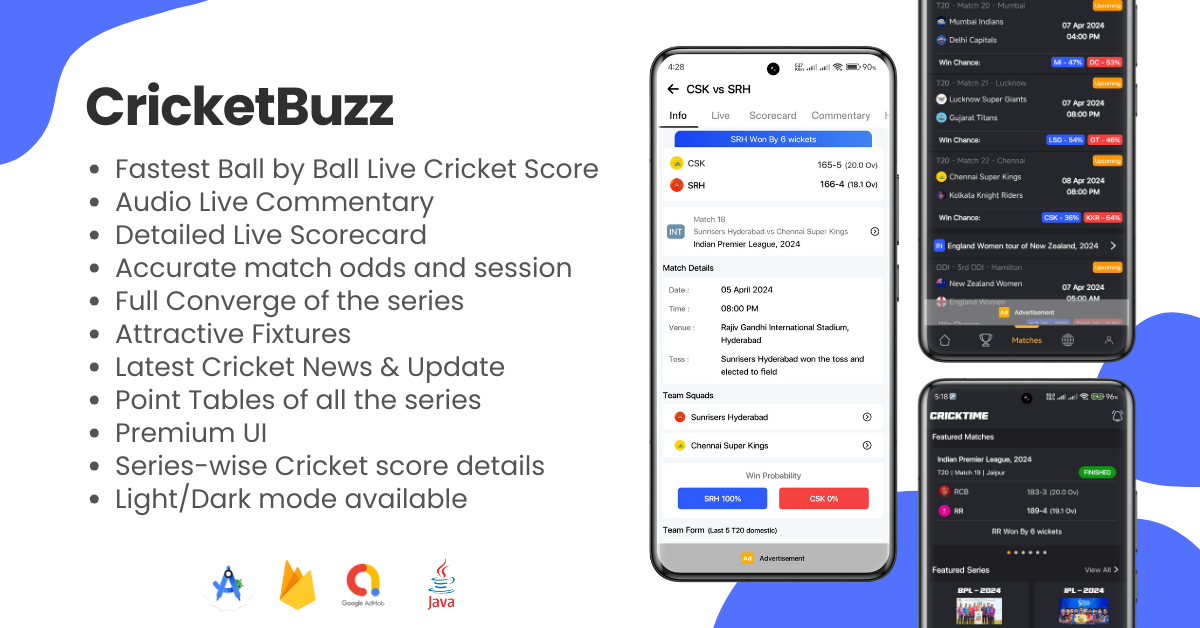 CricketBuzz
Fastest Ball by Ball Live Cricket Score
Audio Live Commentary
Detailed Live Scorecard
Accurate match odds and session
Full Converge of the series
Attractive Fixtures
Latest Cricket News & Update
Point Tables of all the series
Premium UI
Series-wise Cricket score details
Light/Dark mode available
Google AdMob
Java
4:28
90%
CSK vs SRH
Info Live Scorecard Commentary H
SRH Won By 6 wickets
CSK 165-5 (20.0 Ov)
SRH 166-4 (18.1 Ov)
Match 18
INT Sunrisers Hyderabad vs Chennai Super Kings
Indian Premier League, 2024
Match Details
Date : 05 April 2024
Time : 08:00 PM
Venue : Rajiv Gandhi International Stadium,
Hyderabad
Toss : Sunrisers Hyderabad won the toss and
elected to field
Team Squads
Sunrisers Hyderabad
Chennai Super Kings
Win Probability
SRH 100% CSK 0%
Team Form (Last 5 T20 domestic)
Ad Advertisement
T20 - Match 20 - Mumbai Upcoming
Mumbai Indians 07 Apr 2024
Delhi Capitals 04:00 PM
Win Chance: MI - 47% DC - 53%
T20 - Match 21 - Lucknow Upcoming
Lucknow Super Giants 07 Apr 2024
Gujarat Titans 08:00 PM
Win Chance: LSG - 54% GT - 46%
T20 - Match 22 - Chennai Upcoming
Chennai Super Kings 08 Apr 2024
Kolkata Knight Riders 08:00 PM
Win Chance: CSK - 36% KKR - 64%
IN England Women tour of New Zealand, 2024
ODI - 3rd ODI - Hamilton Upcoming
New Zealand Women 07 Apr 2024
England Women 05:00 AM
Ad Advertisement
Matches
5:18
96%
CRICKTIME
Featured Matches
Indian Premier League, 2024
T20 | Match 19 | Jaipur FINISHED
RCB 183-3 (20.0 Ov)
RR 189-4 (19.1 Ov)
RR Won By 6 wickets
Featured Series View All
BPL - 2024 IPL - 2024